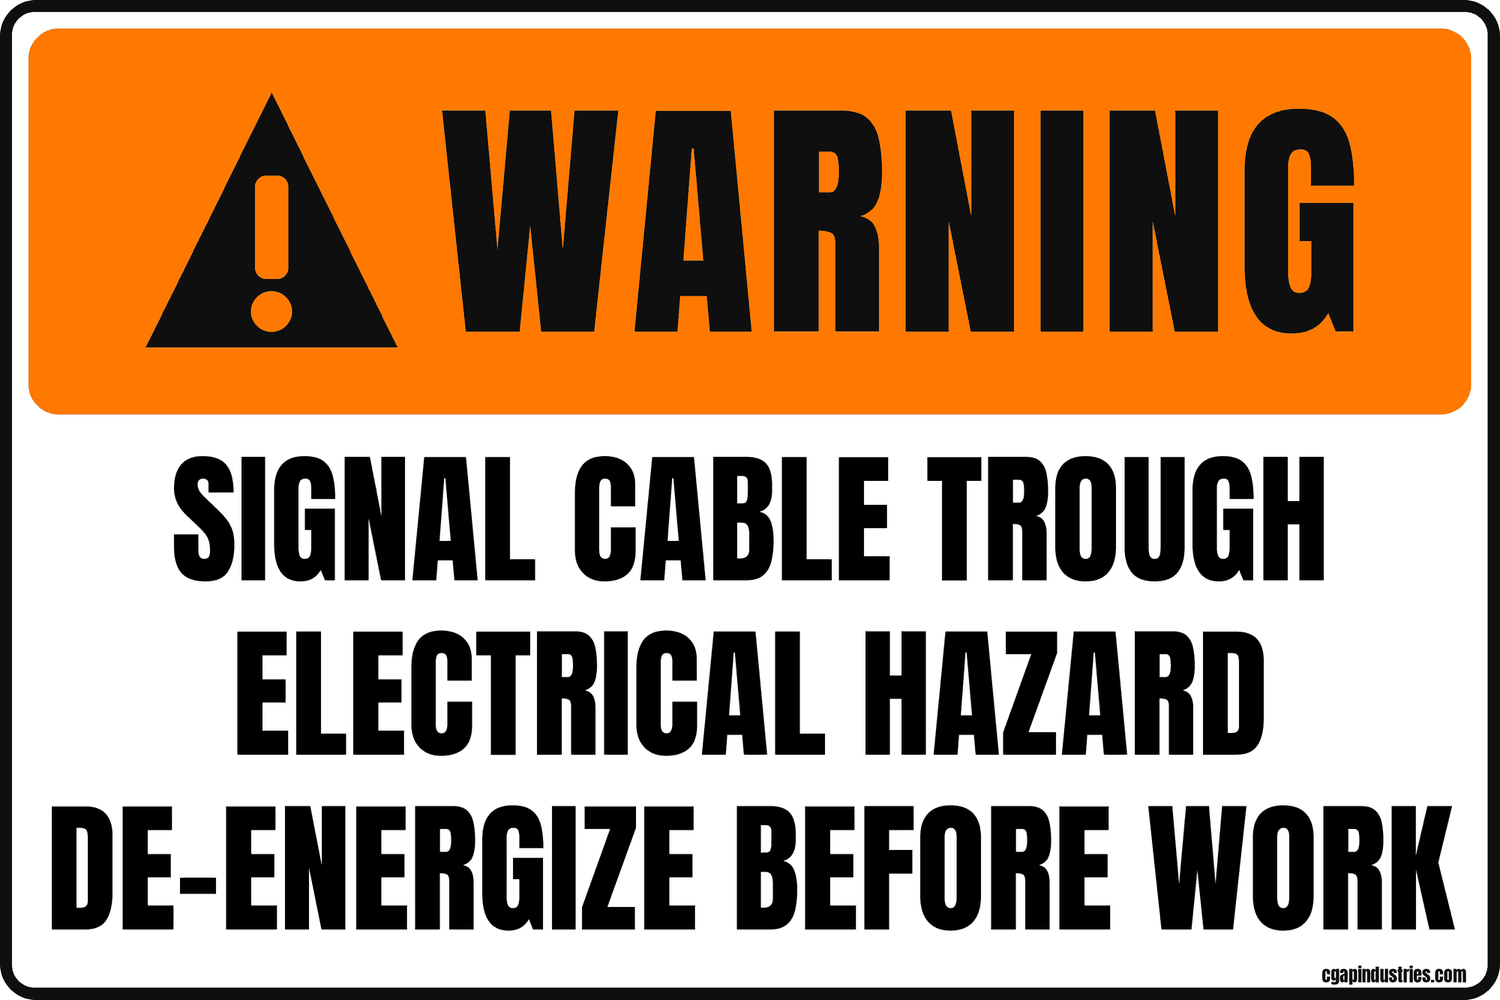 WARNING
SIGNAL CABLE TROUGH
ELECTRICAL HAZARD
DE-ENERGIZE BEFORE WORK
cgapindustries.com